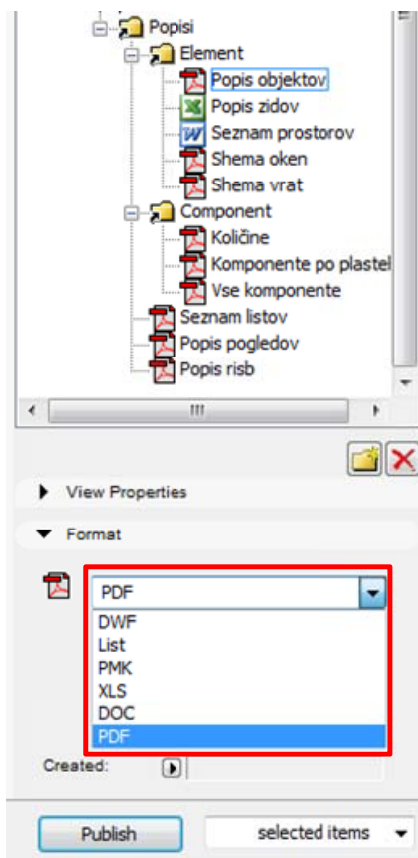 Popisi
Element
Popis objektov
Popis zidov
Seznam prostorov
Shema oken
Shema vrat
Component
Količine
Komponente po plastel
Vse komponente
Seznam listov
Popis pogledov
Popis risb
View Properties
Format
PDF
DWF
List
PMK
XLS
DOC
PDF
Created:
Publish selected items